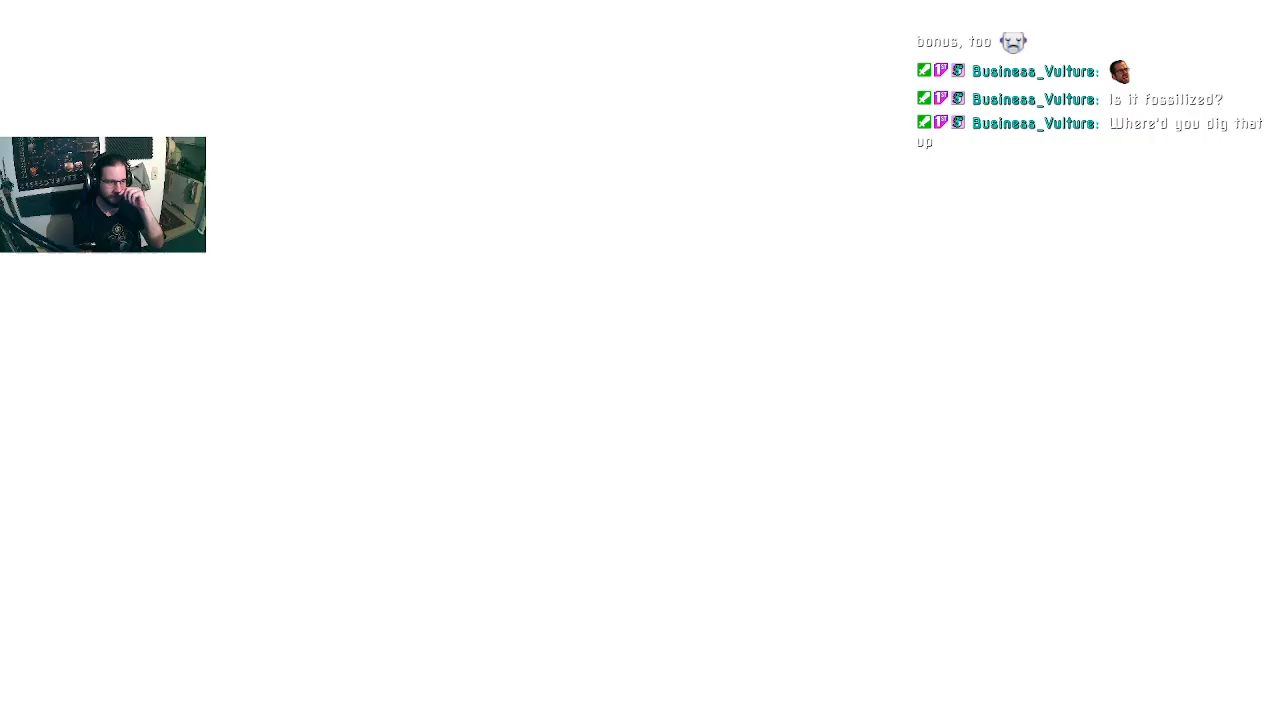 bonus, too
Business_Vulture:
Business_Vulture: Is it fossilized?
Business_Vulture: Where'd you dig that
up